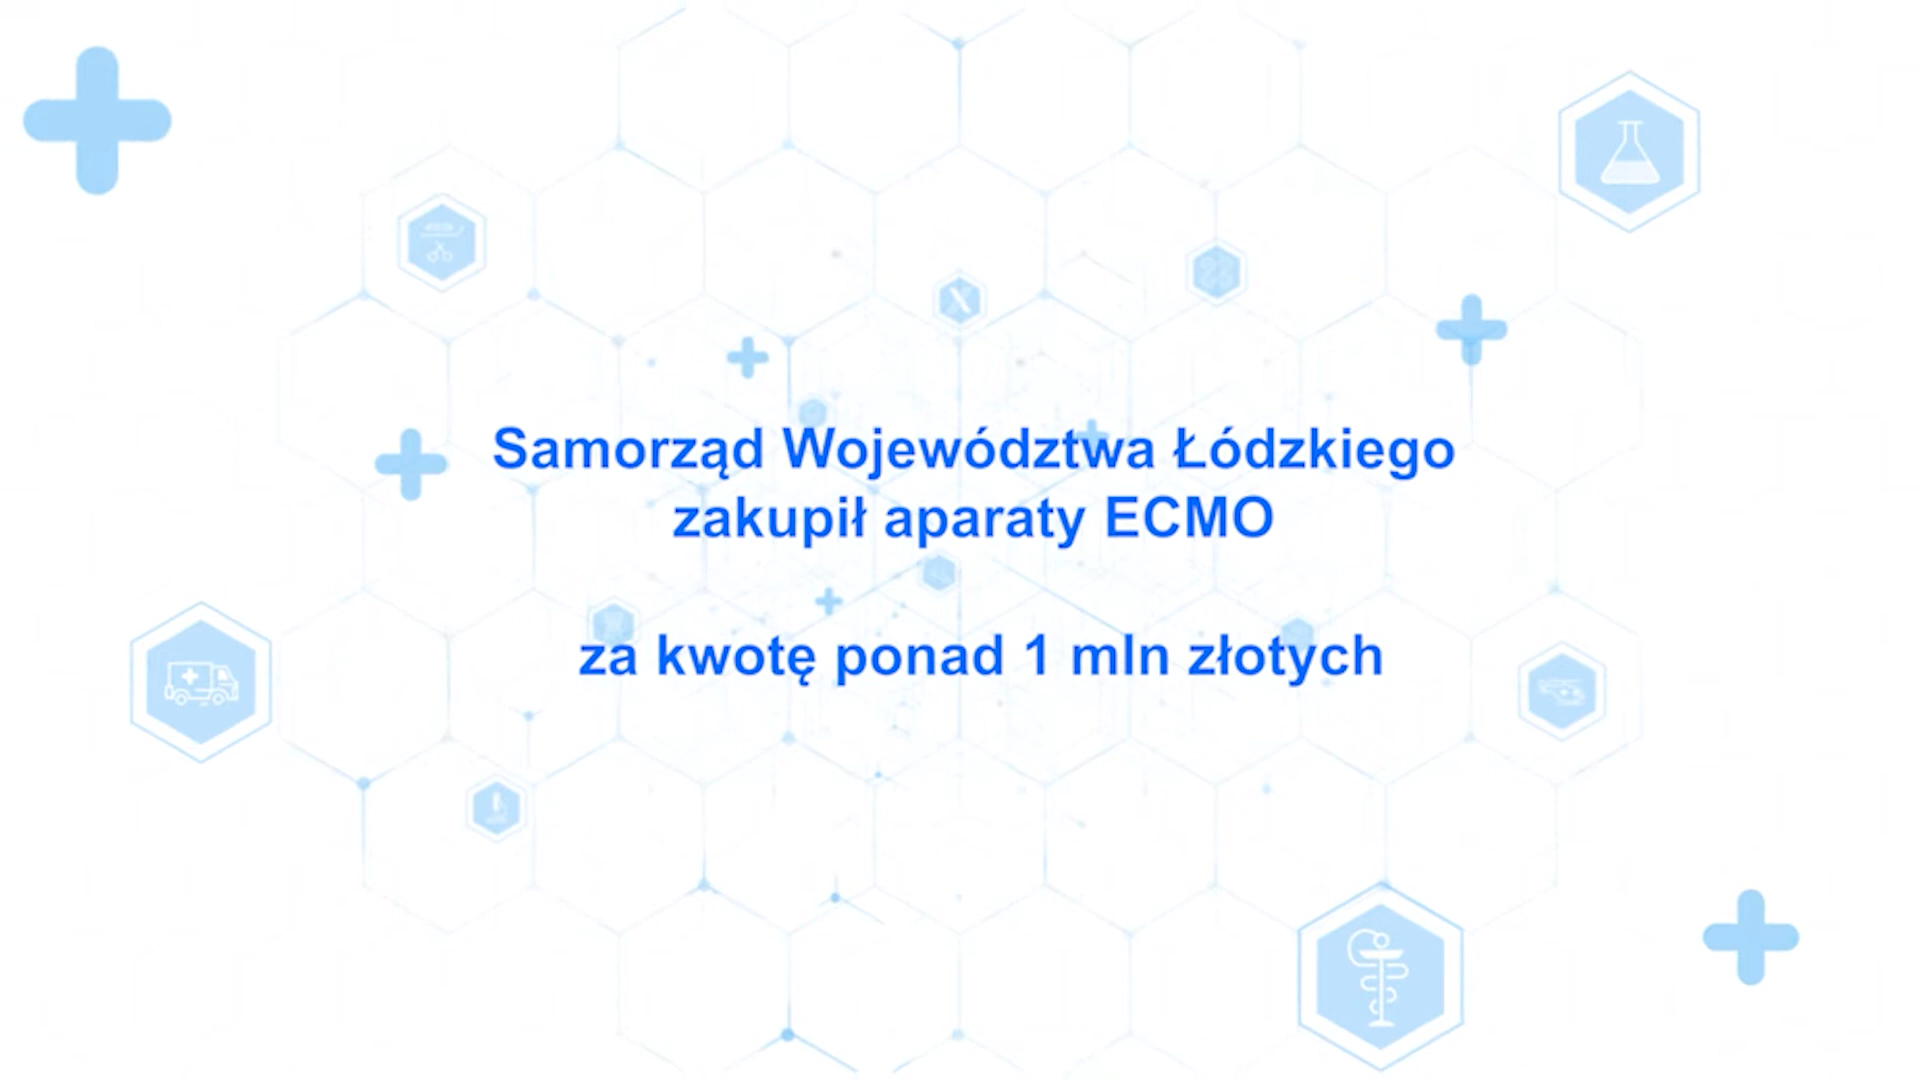 Samorząd Województwa Łódzkiego
zakupił aparaty ECMO
za kwotę ponad 1 mln złotych